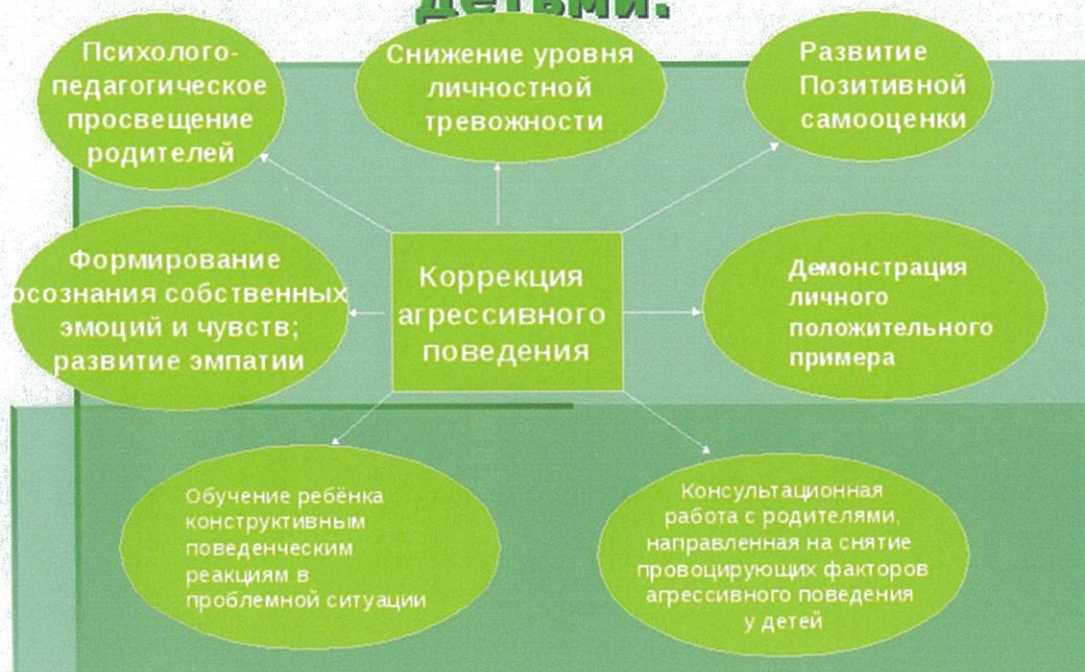 детьми.
Психолого-
педагогическое
просвещение
родителей
Снижение уровня
личностной
тревожности
Развитие
Позитивной
самооценки
Формирование
осознания собственных
эмоций и чувств;
развитие эмпатии
Коррекция
агрессивного
поведения
Демонстрация
личного
положительного
примера
Обучение ребёнка
конструктивным
поведенческим
реакциям в
проблемной ситуации
Консультационная
работа с родителями,
направленная на снятие
провоцирующих факторов
агрессивного поведения
у детей